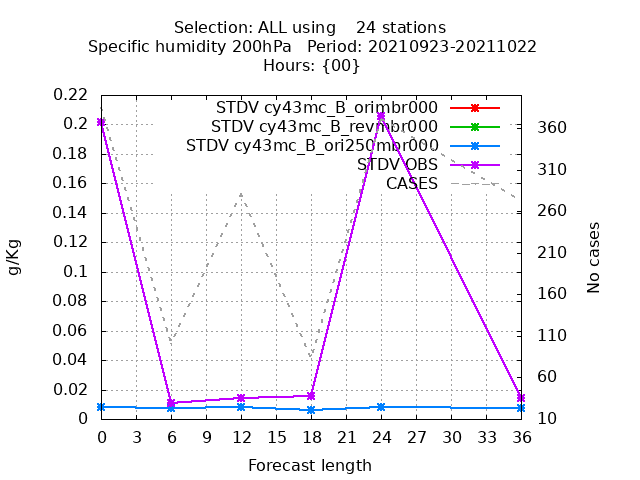 Selection: ALL using    24 stations
Specific humidity 200hPa   Period: 20210923-20211022
Hours: {00}
STDV cy43mc_B_orimbr000
STDV cy43mc_B_revmbr000
STDV cy43mc_B_ori250mbr000
STDV OBS
CASES
0.22
0.2
0.18
0.16
0.14
0.12
0.1
0.08
0.06
0.04
0.02
0
360
310
260
210
160
110
60
10
g/Kg
No cases
0 3 6 9 12 15 18 21 24 27 30 33 36
Forecast length